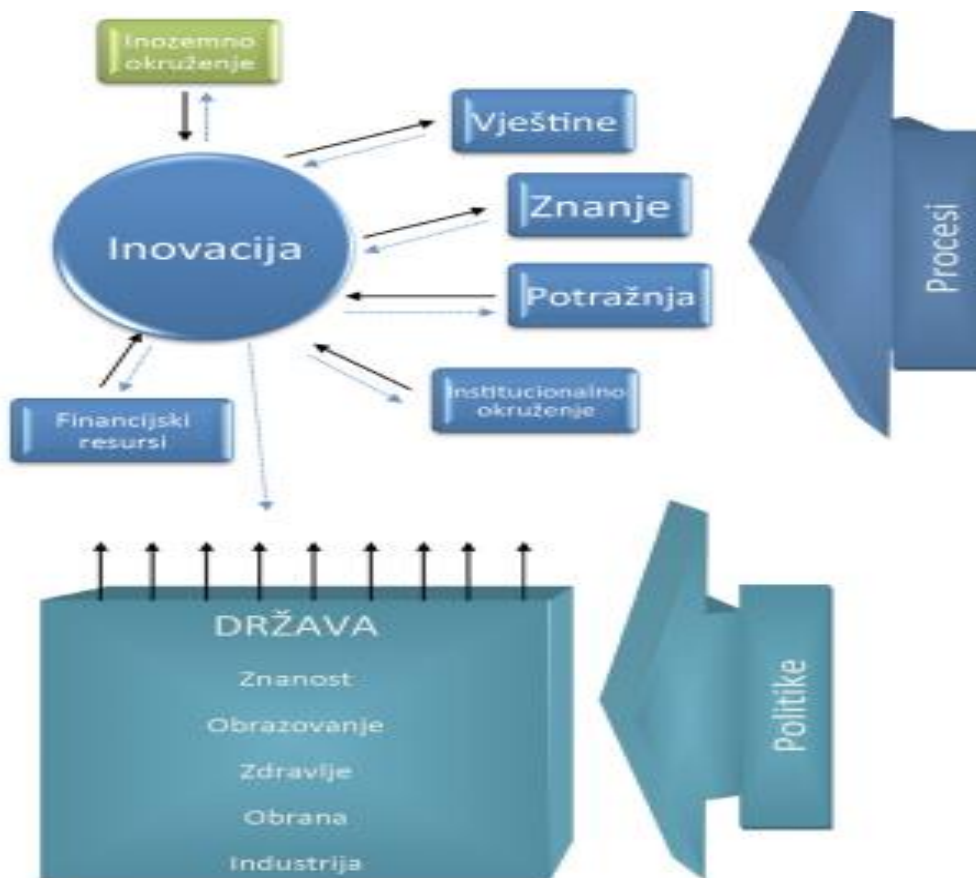 Inozemno
okruženje
Vještine
Znanje
Inovacija
Potražnja
Institucionalno
okruženje
Financijski
resursi
Procesi
DRŽAVA
Znanost
Obrazovanje
Zdravlje
Obrana
Industrija
Politike